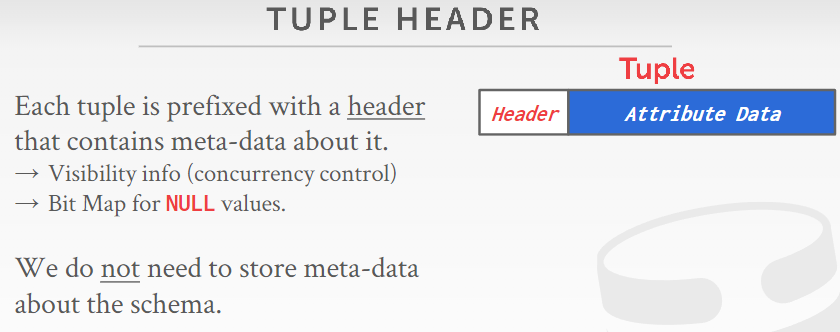 TUPLE HEADER
Each tuple is prefixed with a header
that contains meta-data about it.
→ Visibility info (concurrency control)
→ Bit Map for NULL values.
We do not need to store meta-data
about the schema.
Tuple
Header Attribute Data